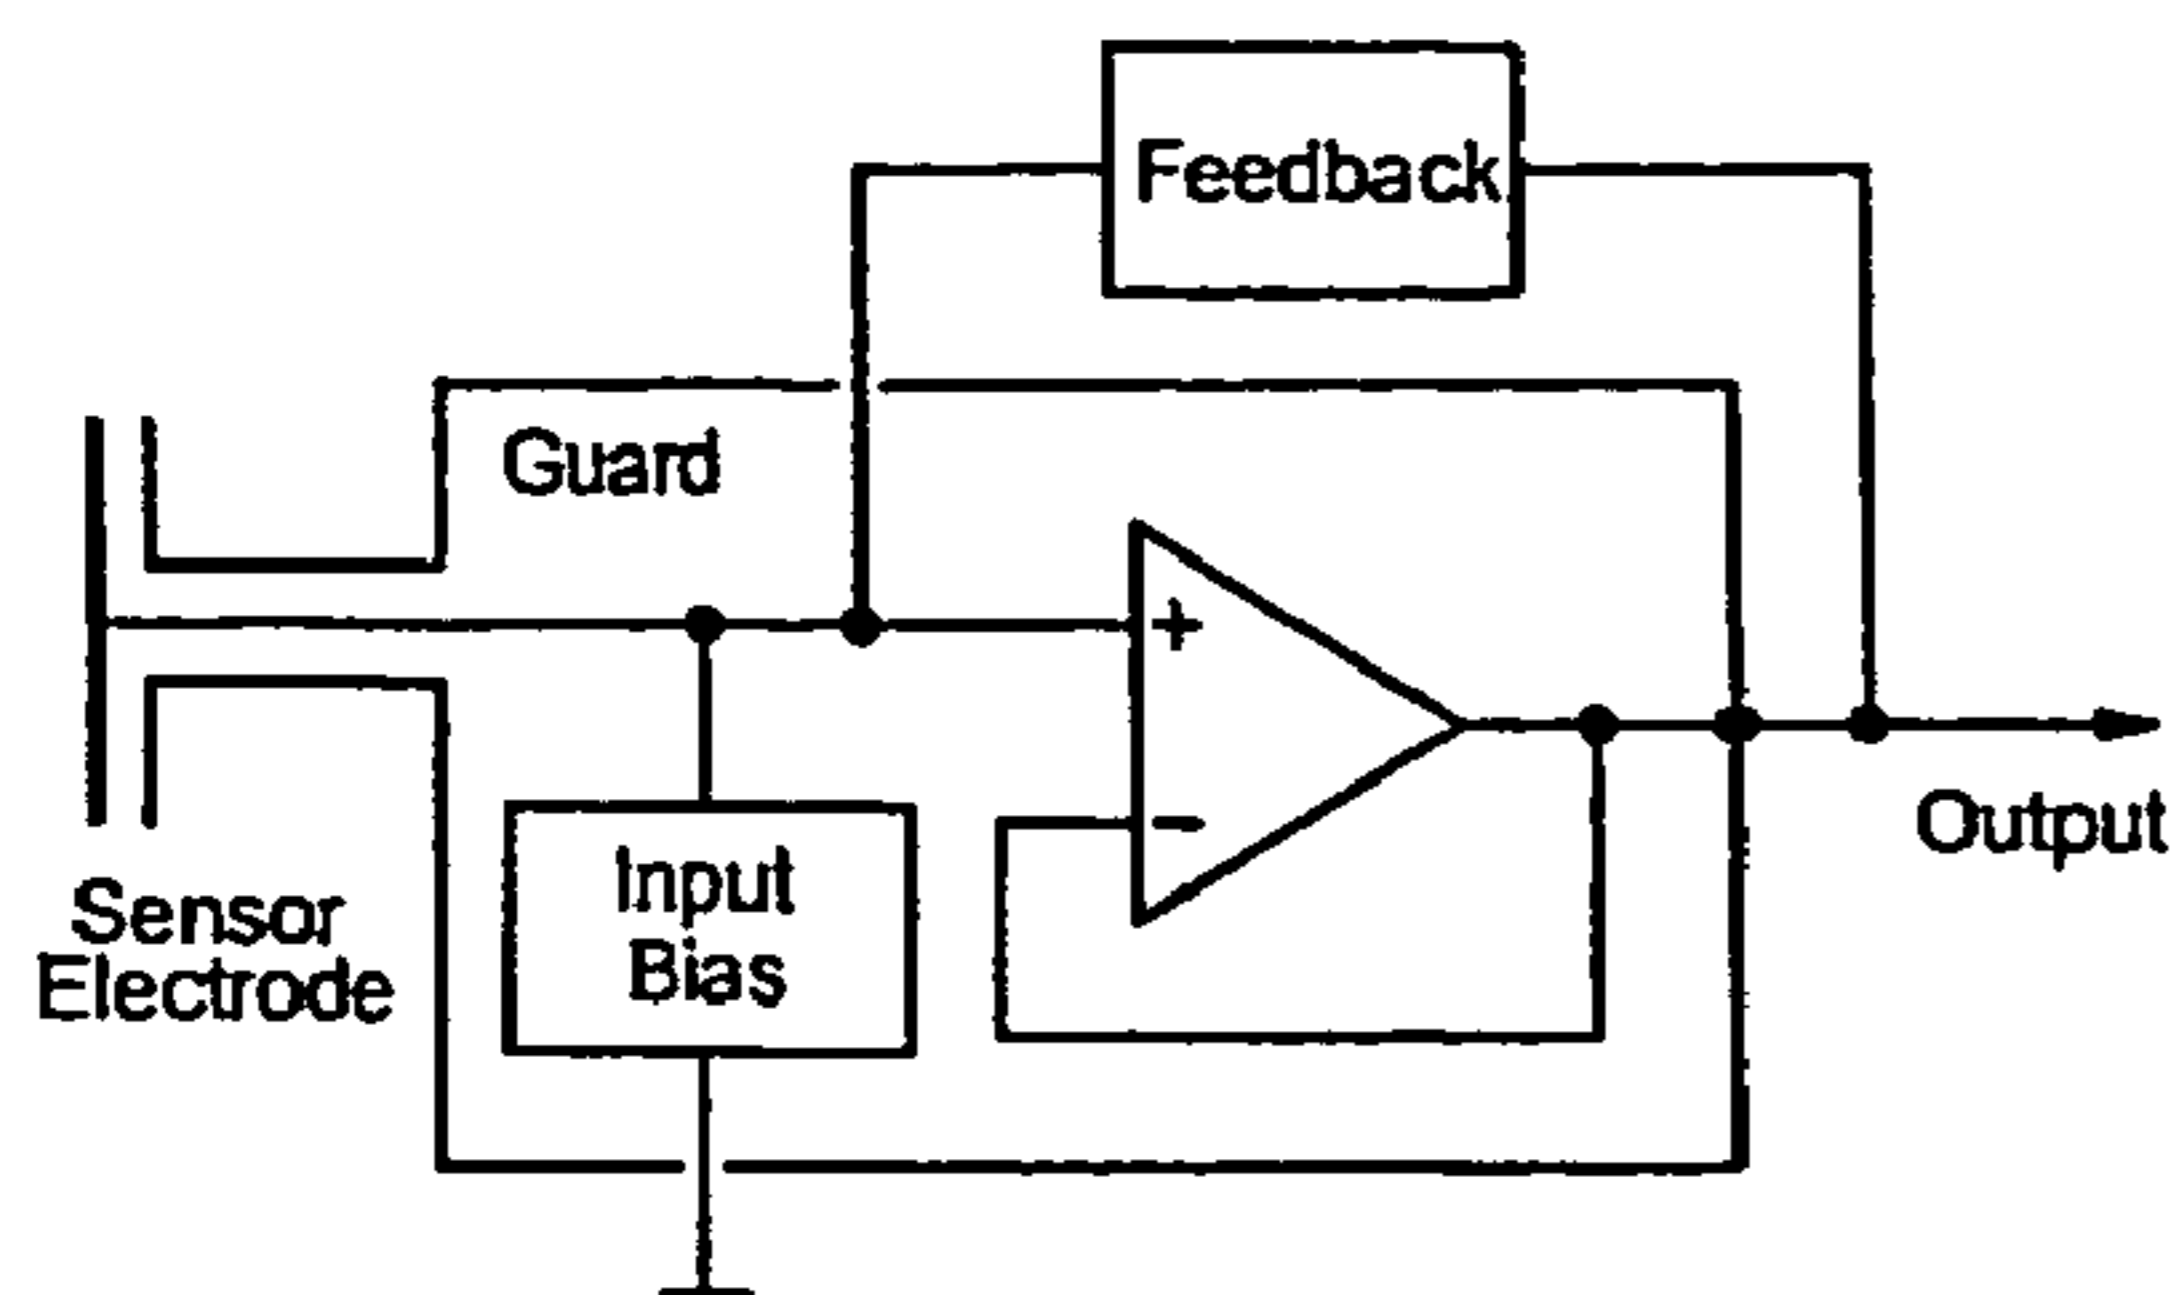 Feedback
Guard
+
−
Output
Input
Bias
Sensor
Electrode